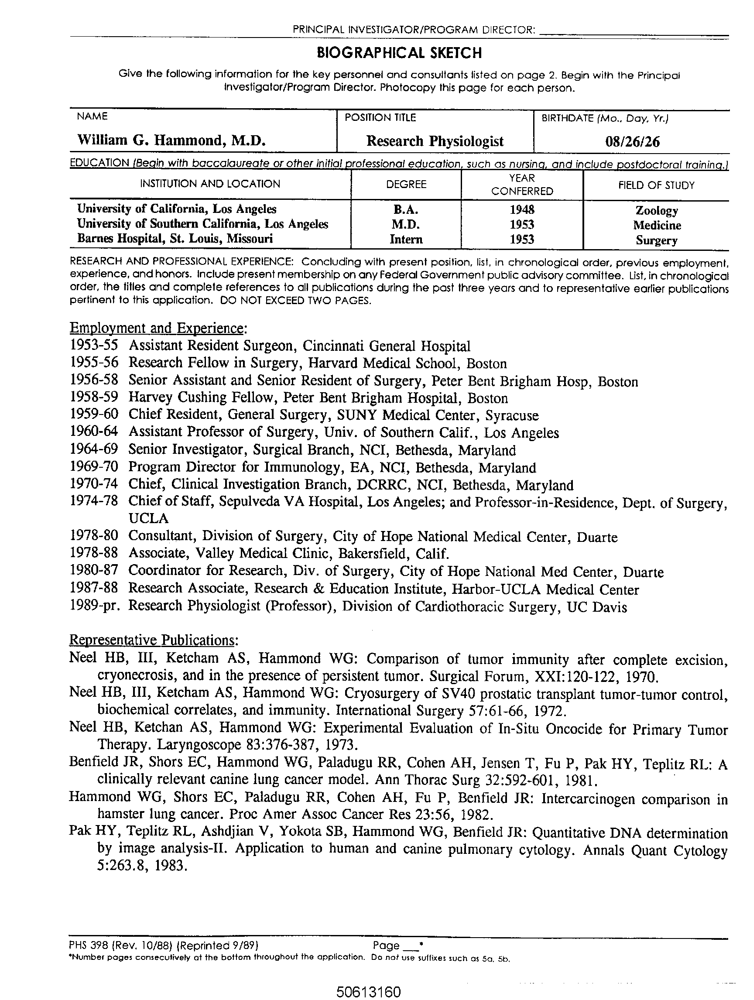 PRINCIPAL INVESTIGATOR/PROGRAM DIRECTOR:
BIOGRAPHICAL SKETCH
Give the following information for the key personnel and consultants listed on page 2. Begin with the Principal
Investigator/Program Director. Photocopy this page for each person.
NAME POSITION TITLE BIRTHDATE (Mo., Day, Yr.)
William G. Hammond, M.D. Research Physiologist 08/26/26
EDUCATION (Begin with baccalaureate or other initial professional education, such as nursing, and include postdoctoral training.)
INSTITUTION AND LOCATION DEGREE YEAR CONFERRED FIELD OF STUDY
University of California, Los Angeles B.A. 1948 Zoology
University of Southern California, Los Angeles M.D. 1953 Medicine
Barnes Hospital, St. Louis, Missouri Intern 1953 Surgery
RESEARCH AND PROFESSIONAL EXPERIENCE: Concluding with present position, list, in chronological order, previous employment,
experience, and honors. Include present membership on any Federal Government public advisory committee. List, in chronological
order, the titles and complete references to all publications during the past three years and to representative earlier publications
pertinent to this application. DO NOT EXCEED TWO PAGES.
Employment and Experience:
1953-55 Assistant Resident Surgeon, Cincinnati General Hospital
1955-56 Research Fellow in Surgery, Harvard Medical School, Boston
1956-58 Senior Assistant and Senior Resident of Surgery, Peter Bent Brigham Hosp, Boston
1958-59 Harvey Cushing Fellow, Peter Bent Brigham Hospital, Boston
1959-60 Chief Resident, General Surgery, SUNY Medical Center, Syracuse
1960-64 Assistant Professor of Surgery, Univ. of Southern Calif., Los Angeles
1964-69 Senior Investigator, Surgical Branch, NCI, Bethesda, Maryland
1969-70 Program Director for Immunology, EA, NCI, Bethesda, Maryland
1970-74 Chief, Clinical Investigation Branch, DCRRC, NCI, Bethesda, Maryland
1974-78 Chief of Staff, Sepulveda VA Hospital, Los Angeles; and Professor-in-Residence, Dept. of Surgery,
UCLA
1978-80 Consultant, Division of Surgery, City of Hope National Medical Center, Duarte
1978-88 Associate, Valley Medical Clinic, Bakersfield, Calif.
1980-87 Coordinator for Research, Div. of Surgery, City of Hope National Med Center, Duarte
1987-88 Research Associate, Research & Education Institute, Harbor-UCLA Medical Center
1989-pr. Research Physiologist (Professor), Division of Cardiothoracic Surgery, UC Davis
Representative Publications:
Neel HB, III, Ketcham AS, Hammond WG: Comparison of tumor immunity after complete excision,
cryonecrosis, and in the presence of persistent tumor. Surgical Forum, XXI:120-122, 1970.
Neel HB, III, Ketcham AS, Hammond WG: Cryosurgery of SV40 prostatic transplant tumor-tumor control,
biochemical correlates, and immunity. International Surgery 57:61-66, 1972.
Neel HB, Ketchan AS, Hammond WG: Experimental Evaluation of In-Situ Oncocide for Primary Tumor
Therapy. Laryngoscope 83:376-387, 1973.
Benfield JR, Shors EC, Hammond WG, Paladugu RR, Cohen AH, Jensen T, Fu P, Pak HY, Teplitz RL: A
clinically relevant canine lung cancer model. Ann Thorac Surg 32:592-601, 1981.
Hammond WG, Shors EC, Paladugu RR, Cohen AH, Fu P, Benfield JR: Intercarcinogen comparison in
hamster lung cancer. Proc Amer Assoc Cancer Res 23:56, 1982.
Pak HY, Teplitz RL, Ashdjian V, Yokota SB, Hammond WG, Benfield JR: Quantitative DNA determination
by image analysis-II. Application to human and canine pulmonary cytology. Annals Quant Cytology
5:263.8, 1983.
PHS 398 (Rev. 10/88) (Reprinted 9/89) Page ___*
*Number pages consecutively at the bottom throughout the application. Do not use suffixes such as 5a, 5b.
50613160